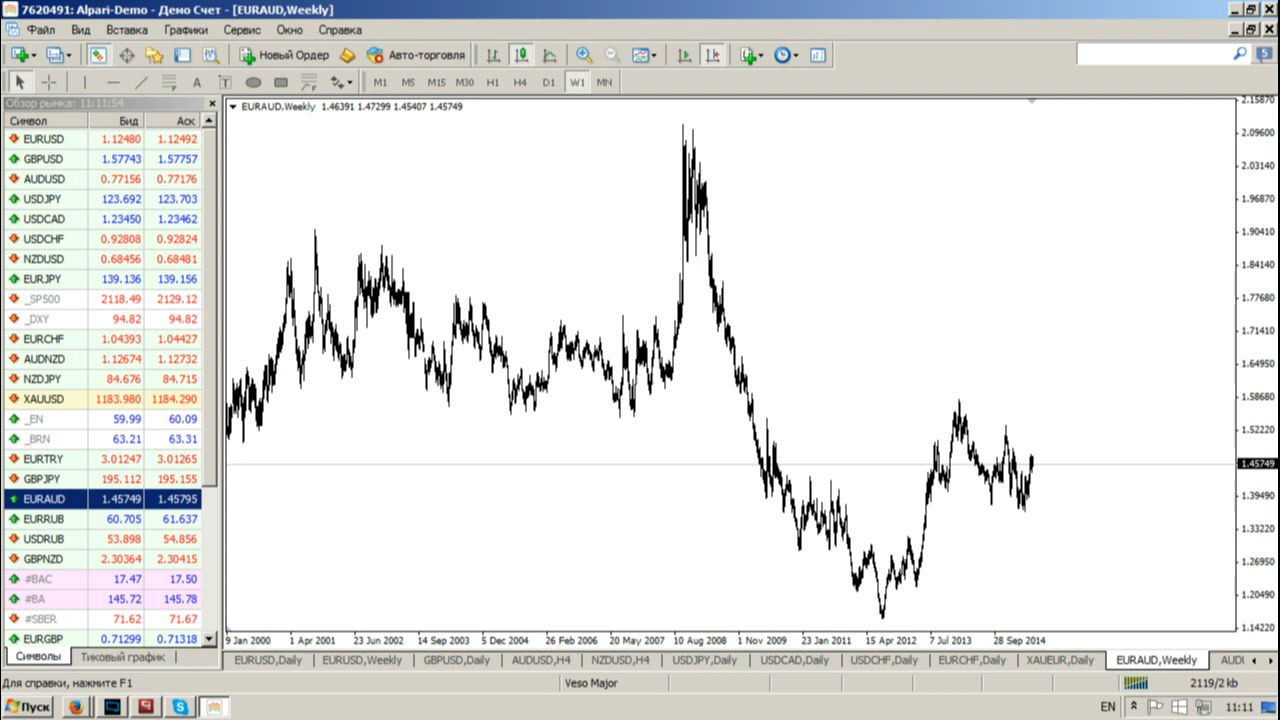 7620491: Alpari-Demo - Демо Счет - [EURAUD,Weekly]
Файл Вид Вставка Графики Сервис Окно Справка
Новый Ордер Авто-торговля 5
A T M1 M5 M15 M30 H1 H4 D1 W1 MN
Обзор рынка: 11:11:54
Символ Бид Аск
EURUSD 1.12480 1.12492
GBPUSD 1.57743 1.57757
AUDUSD 0.77156 0.77176
USDJPY 123.692 123.703
USDCAD 1.23450 1.23462
USDCHF 0.92808 0.92824
NZDUSD 0.68456 0.68481
EURJPY 139.136 139.156
_SP500 2118.49 2129.12
_DXY 94.82 94.82
EURCHF 1.04393 1.04427
AUDNZD 1.12674 1.12732
NZDJPY 84.676 84.715
XAUUSD 1183.980 1184.290
_EN 59.99 60.09
_BRN 63.21 63.31
EURTRY 3.01247 3.01265
GBPJPY 195.112 195.155
EURAUD 1.45749 1.45795
EURRUB 60.705 61.637
USDRUB 53.898 54.856
GBPNZD 2.30364 2.30415
#BAC 17.47 17.50
#BA 145.72 145.78
#SBER 71.62 71.67
EURGBP 0.71299 0.71318
Символы Тиковый график
EURAUD,Weekly 1.46391 1.47299 1.45407 1.45749
2.15870
2.09600
2.03140
1.96870
1.90410
1.84140
1.77680
1.71410
1.64950
1.58680
1.52220
1.45749
1.39490
1.33220
1.26950
1.20490
1.14220
9 Jan 2000 1 Apr 2001 23 Jun 2002 14 Sep 2003 5 Dec 2004 26 Feb 2006 20 May 2007 10 Aug 2008 1 Nov 2009 23 Jan 2011 15 Apr 2012 7 Jul 2013 28 Sep 2014
EURUSD,Daily EURUSD,Weekly GBPUSD,Daily AUDUSD,H4 NZDUSD,H4 USDJPY,Daily USDCAD,Daily USDCHF,Daily EURCHF,Daily XAUEUR,Daily EURAUD,Weekly AUDI
Для справки, нажмите F1 Veso Major 2119/2 kb
Пуск EN 11:11